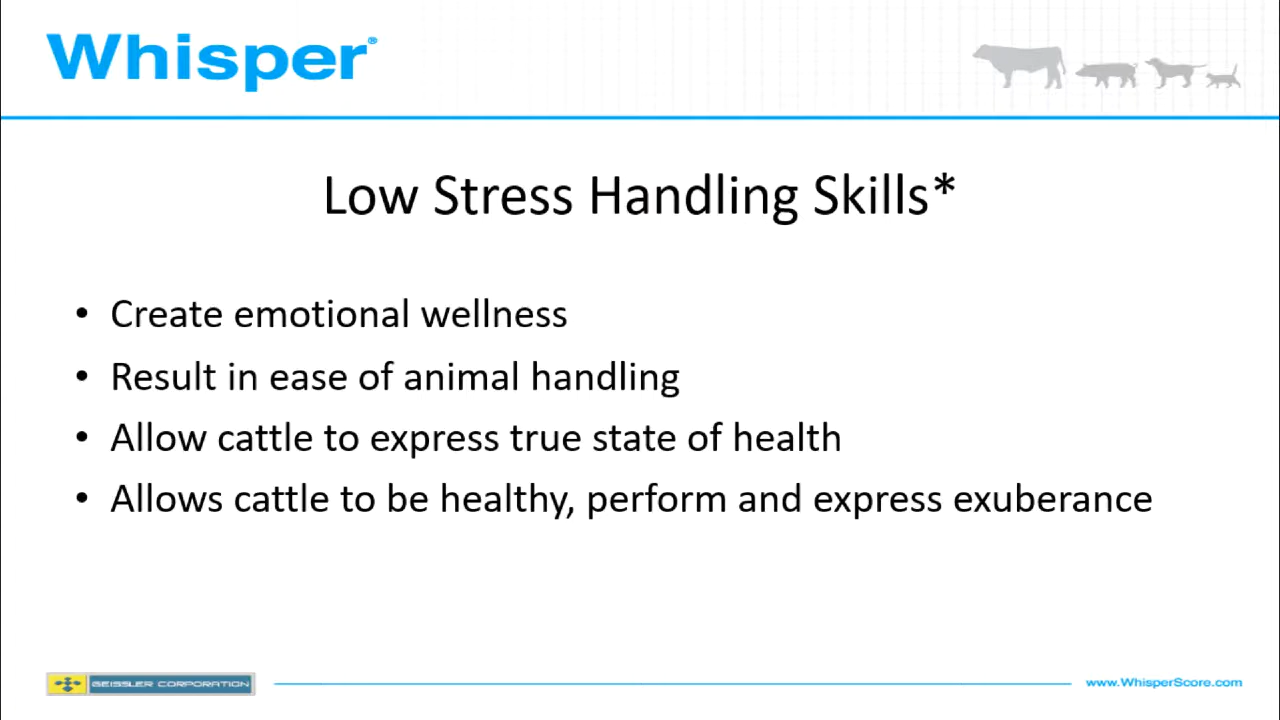 Whisper®
Low Stress Handling Skills*
• Create emotional wellness
• Result in ease of animal handling
• Allow cattle to express true state of health
• Allows cattle to be healthy, perform and express exuberance
GEISSLER CORPORATION
www.WhisperScore.com